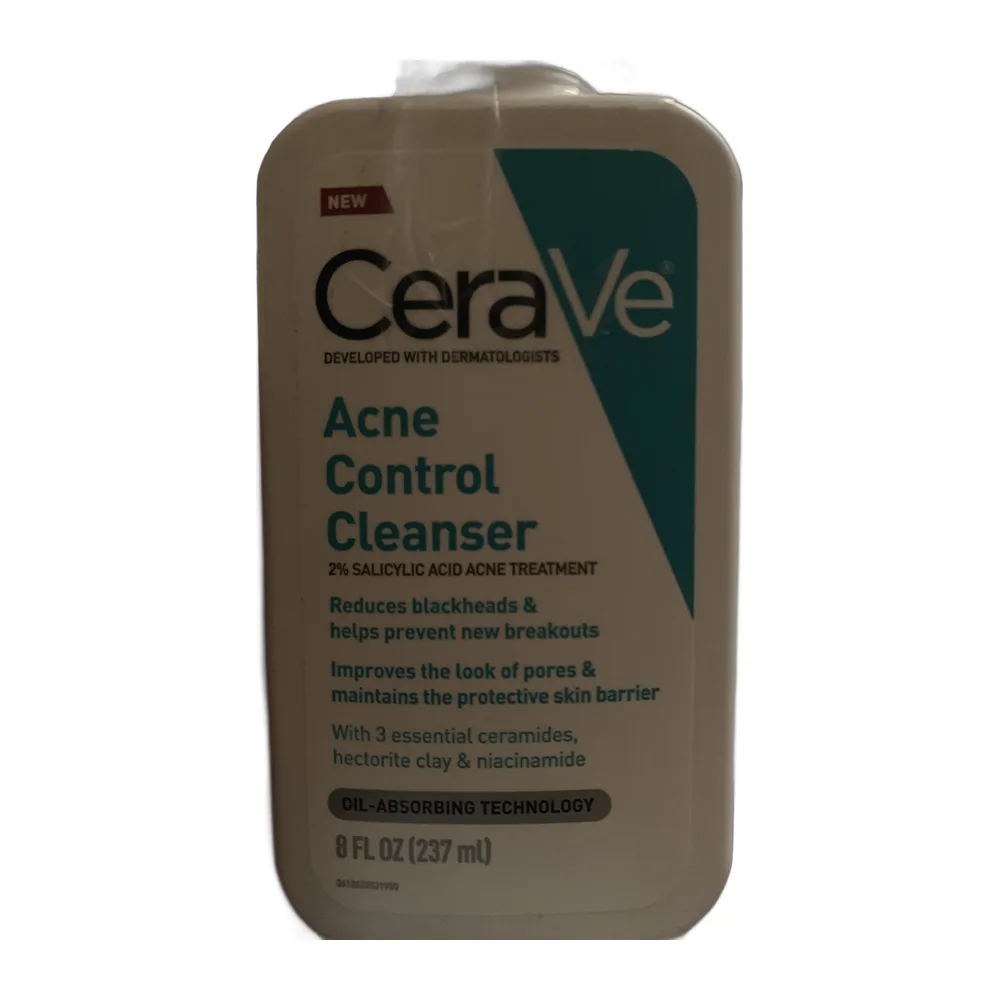 NEW
CeraVe®
DEVELOPED WITH DERMATOLOGISTS
Acne
Control
Cleanser
2% SALICYLIC ACID ACNE TREATMENT
Reduces blackheads &
helps prevent new breakouts
Improves the look of pores &
maintains the protective skin barrier
With 3 essential ceramides,
hectorite clay & niacinamide
OIL-ABSORBING TECHNOLOGY
8 FL OZ (237 ml)